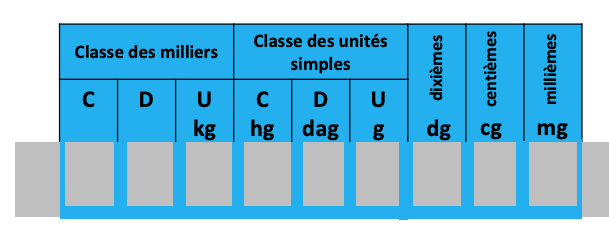 Classe des milliers
Classe des unités
simples
dixièmes
centièmes
millièmes
C D U C D U
kg hg dag g dg cg mg